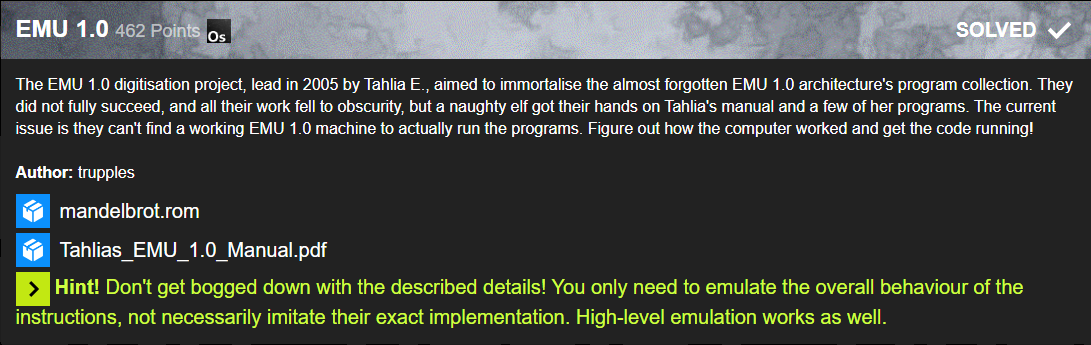 EMU 1.0 462 Points Os SOLVED
The EMU 1.0 digitisation project, lead in 2005 by Tahlia E., aimed to immortalise the almost forgotten EMU 1.0 architecture's program collection. They
did not fully succeed, and all their work fell to obscurity, but a naughty elf got their hands on Tahlia's manual and a few of her programs. The current
issue is they can't find a working EMU 1.0 machine to actually run the programs. Figure out how the computer worked and get the code running!
Author: trupples
mandelbrot.rom
Tahlias_EMU_1.0_Manual.pdf
Hint! Don't get bogged down with the described details! You only need to emulate the overall behaviour of the
instructions, not necessarily imitate their exact implementation. High-level emulation works as well.